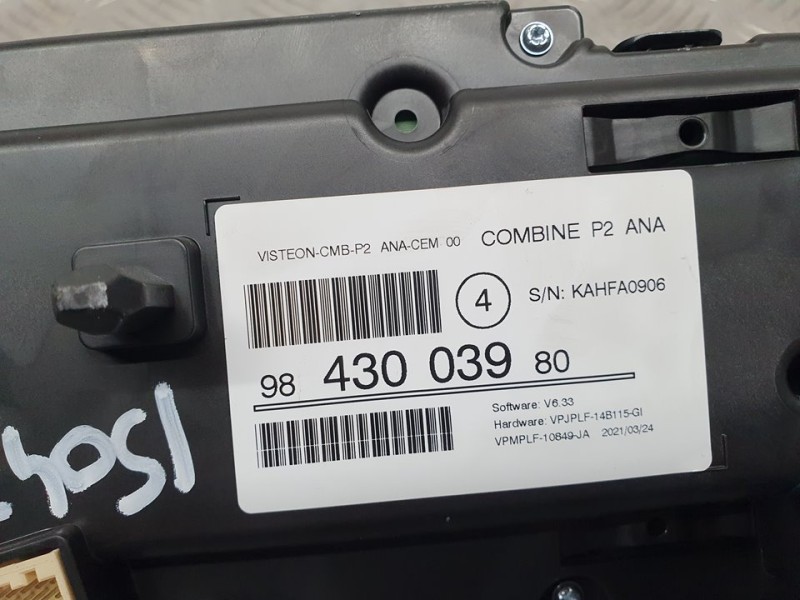 VISTEON-CMB-P2 ANA-CEM 00 COMBINE P2 ANA
4 S/N: KAHFA0906
98 430 039 80
Software: V6.33
Hardware: VPJPLF-14B115-GI
VPMPLF-10849-JA 2021/03/24
1504